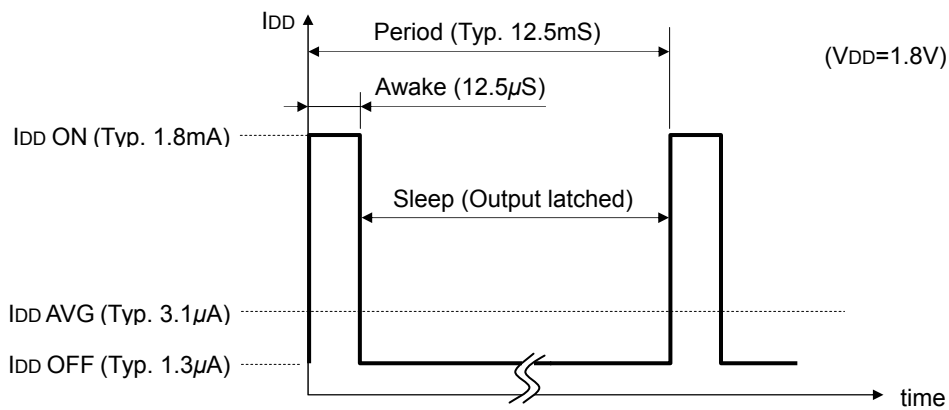 IDD
Period (Typ. 12.5mS)
(VDD=1.8V)
Awake (12.5µS)
IDD ON (Typ. 1.8mA)
Sleep (Output latched)
IDD AVG (Typ. 3.1µA)
IDD OFF (Typ. 1.3µA)
time